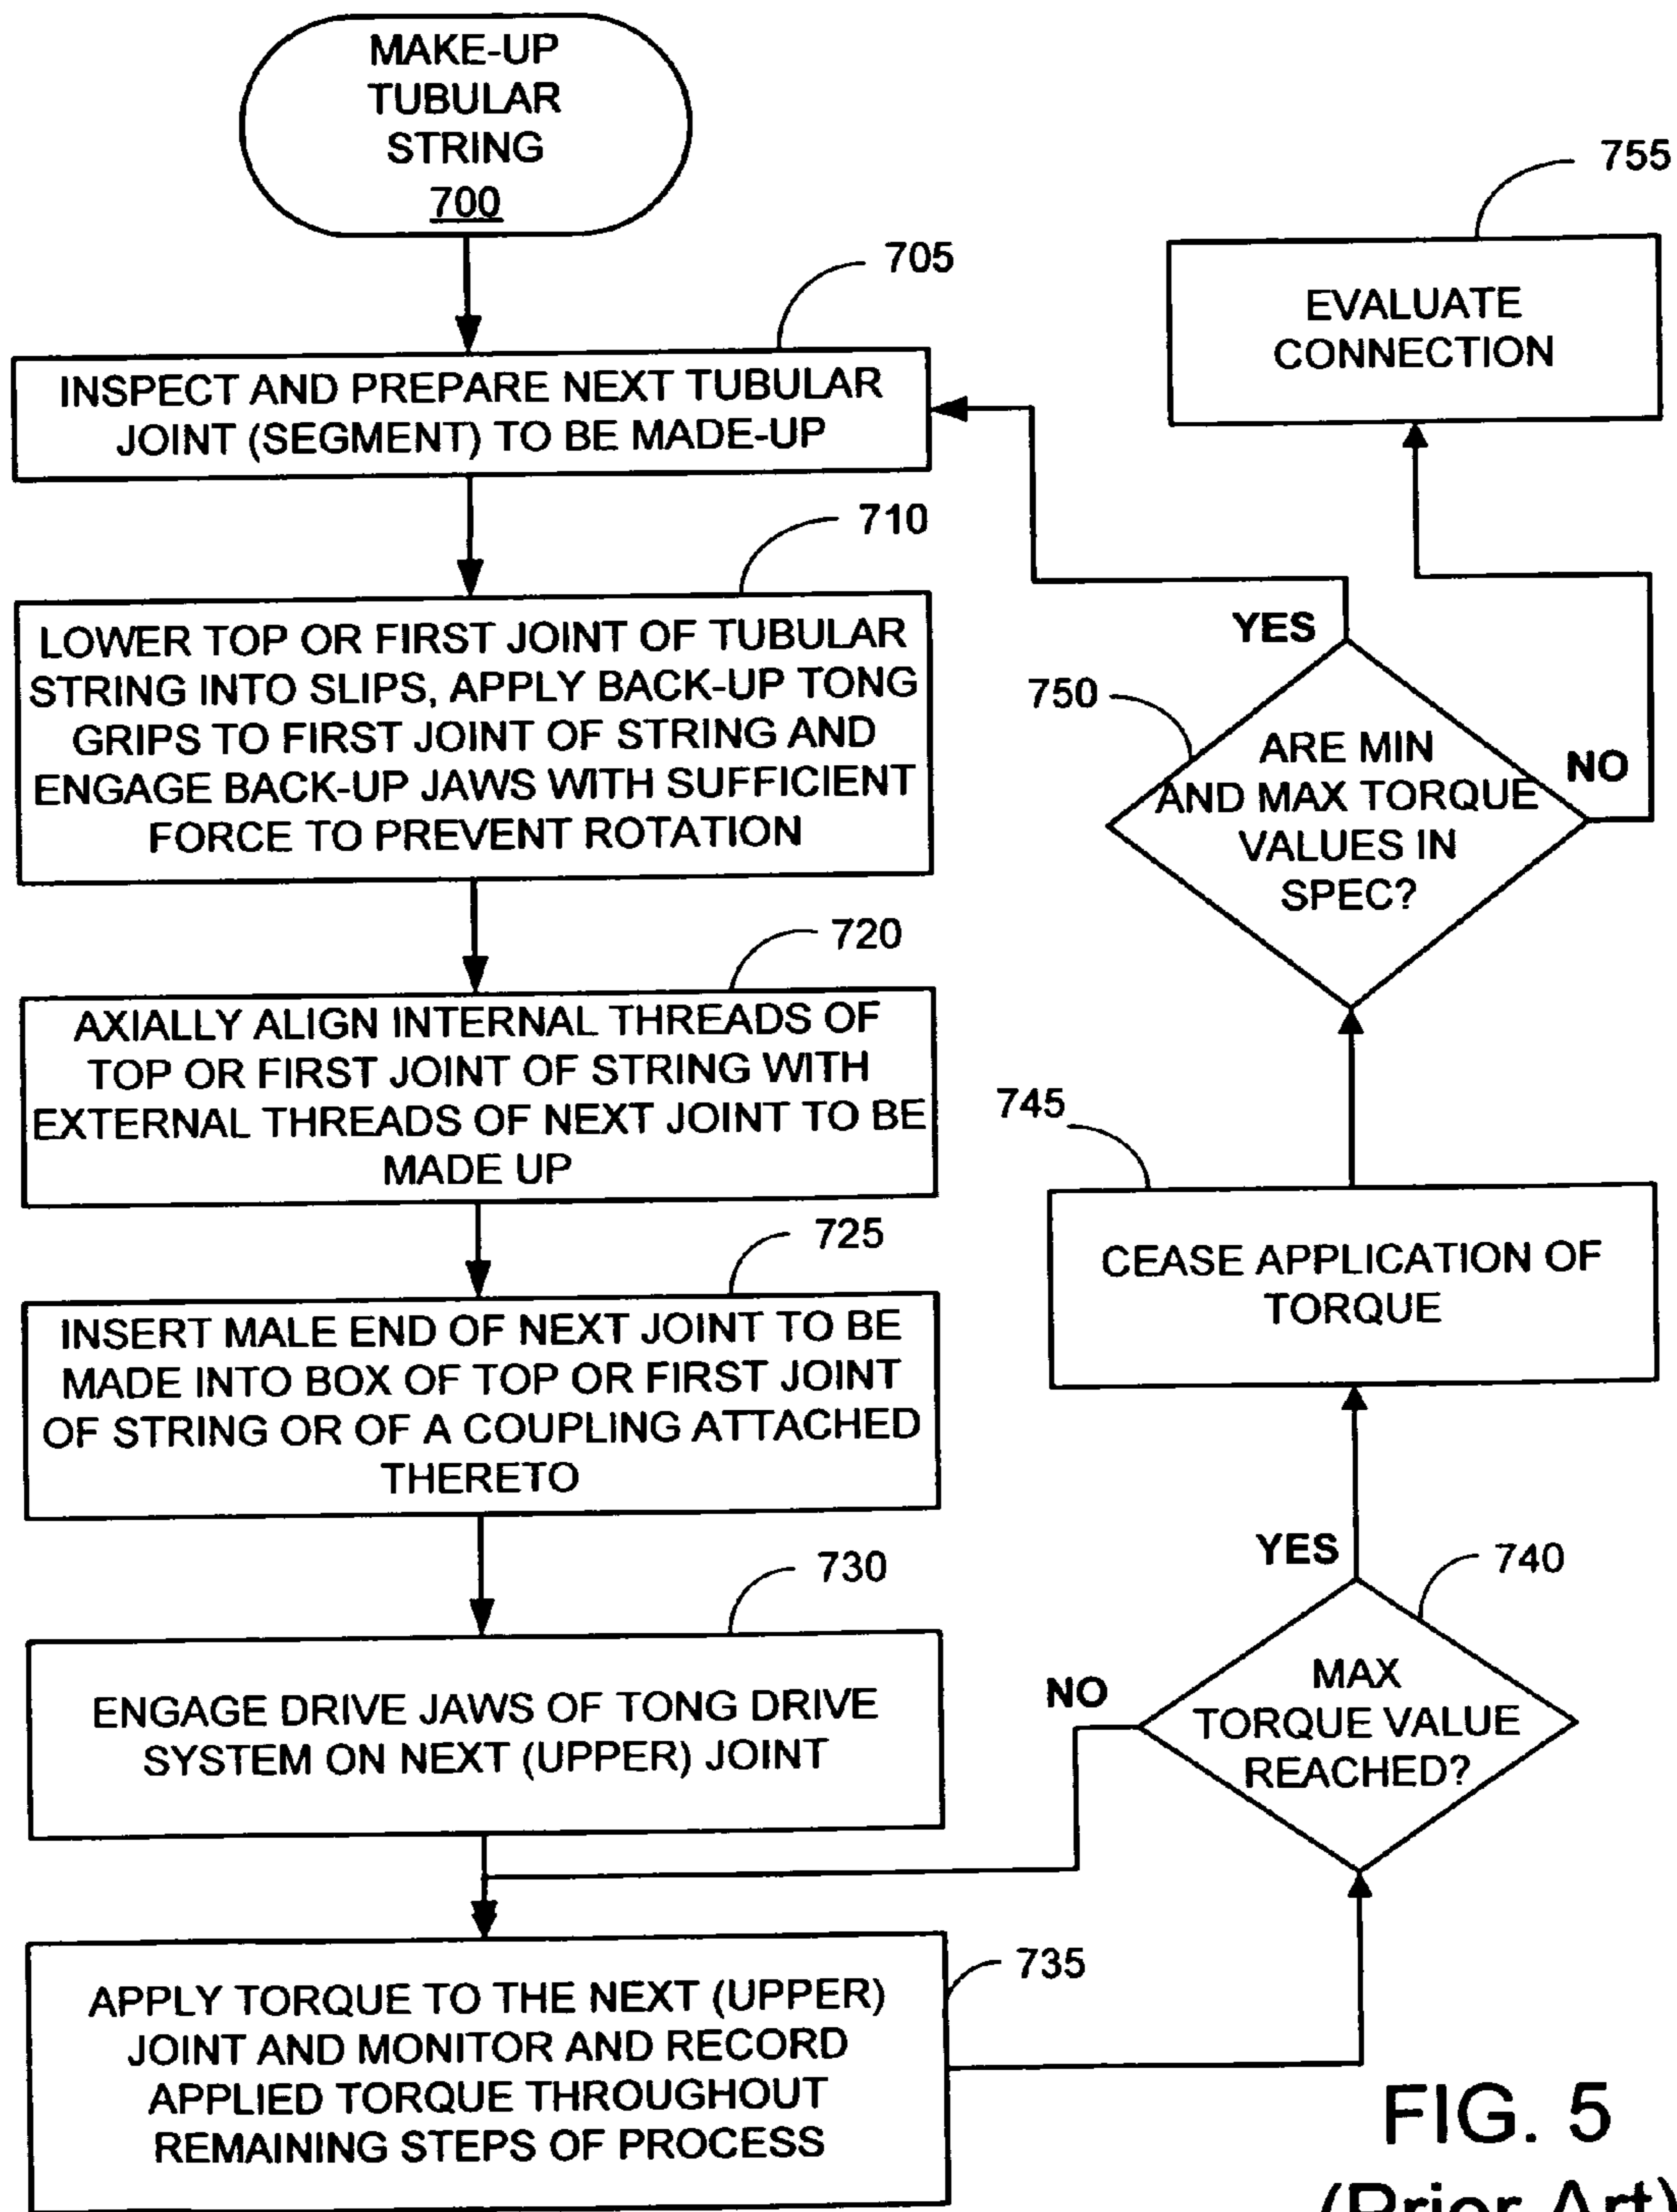 MAKE-UP
TUBULAR
STRING
700
705
INSPECT AND PREPARE NEXT TUBULAR
JOINT (SEGMENT) TO BE MADE-UP
710
LOWER TOP OR FIRST JOINT OF TUBULAR
STRING INTO SLIPS, APPLY BACK-UP TONG
GRIPS TO FIRST JOINT OF STRING AND
ENGAGE BACK-UP JAWS WITH SUFFICIENT
FORCE TO PREVENT ROTATION
720
AXIALLY ALIGN INTERNAL THREADS OF
TOP OR FIRST JOINT OF STRING WITH
EXTERNAL THREADS OF NEXT JOINT TO BE
MADE UP
725
INSERT MALE END OF NEXT JOINT TO BE
MADE INTO BOX OF TOP OR FIRST JOINT
OF STRING OR OF A COUPLING ATTACHED
THERETO
730
ENGAGE DRIVE JAWS OF TONG DRIVE
SYSTEM ON NEXT (UPPER) JOINT
735
APPLY TORQUE TO THE NEXT (UPPER)
JOINT AND MONITOR AND RECORD
APPLIED TORQUE THROUGHOUT
REMAINING STEPS OF PROCESS
740
MAX
TORQUE VALUE
REACHED?
NO
YES
745
CEASE APPLICATION OF
TORQUE
750
ARE MIN
AND MAX TORQUE
VALUES IN
SPEC?
YES
NO
755
EVALUATE
CONNECTION
FIG. 5
(Prior Art)